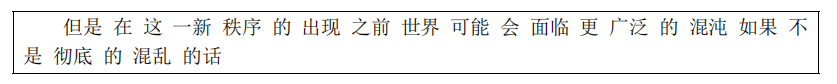 但是 在 这 一新 秩序 的 出现 之前 世界 可能 会 面临 更 广泛 的 混沌 如果 不
是 彻底 的 混乱 的话